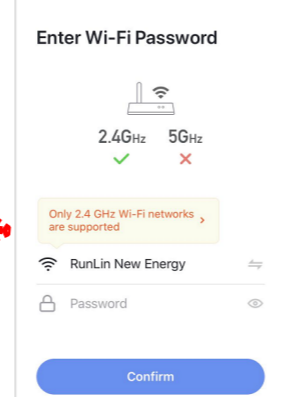 Enter Wi-Fi Password
2.4GHz 5GHz
Only 2.4 GHz Wi-Fi networks
are supported
RunLin New Energy
Password
Confirm